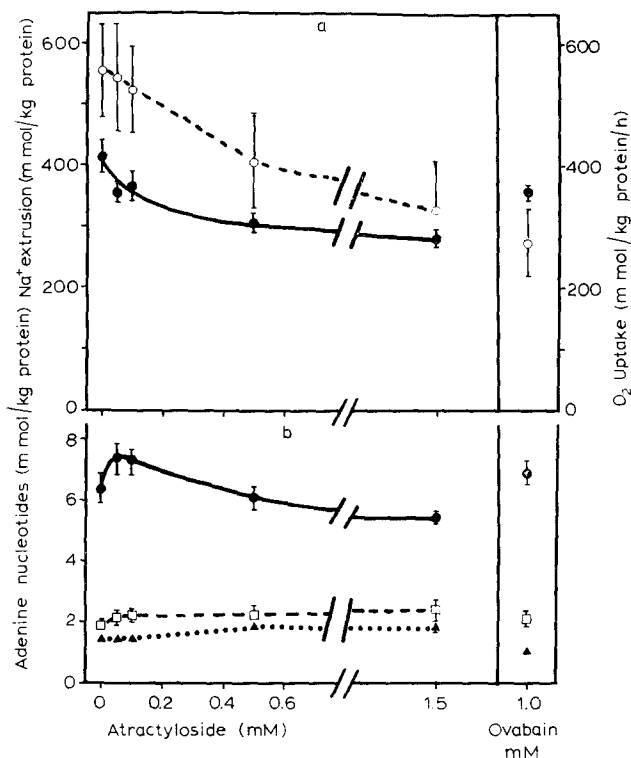 a
600
400
200
0
Na⁺ extrusion (m mol/kg protein)
600
400
200
0
O₂ Uptake (m mol/kg protein/h)
b
8
6
4
2
0
Adenine nucleotides (m mol/kg protein)
0 0.2 0.4 0.6 1.5 1.0
Atractyloside (mM)
Ovabain
mM